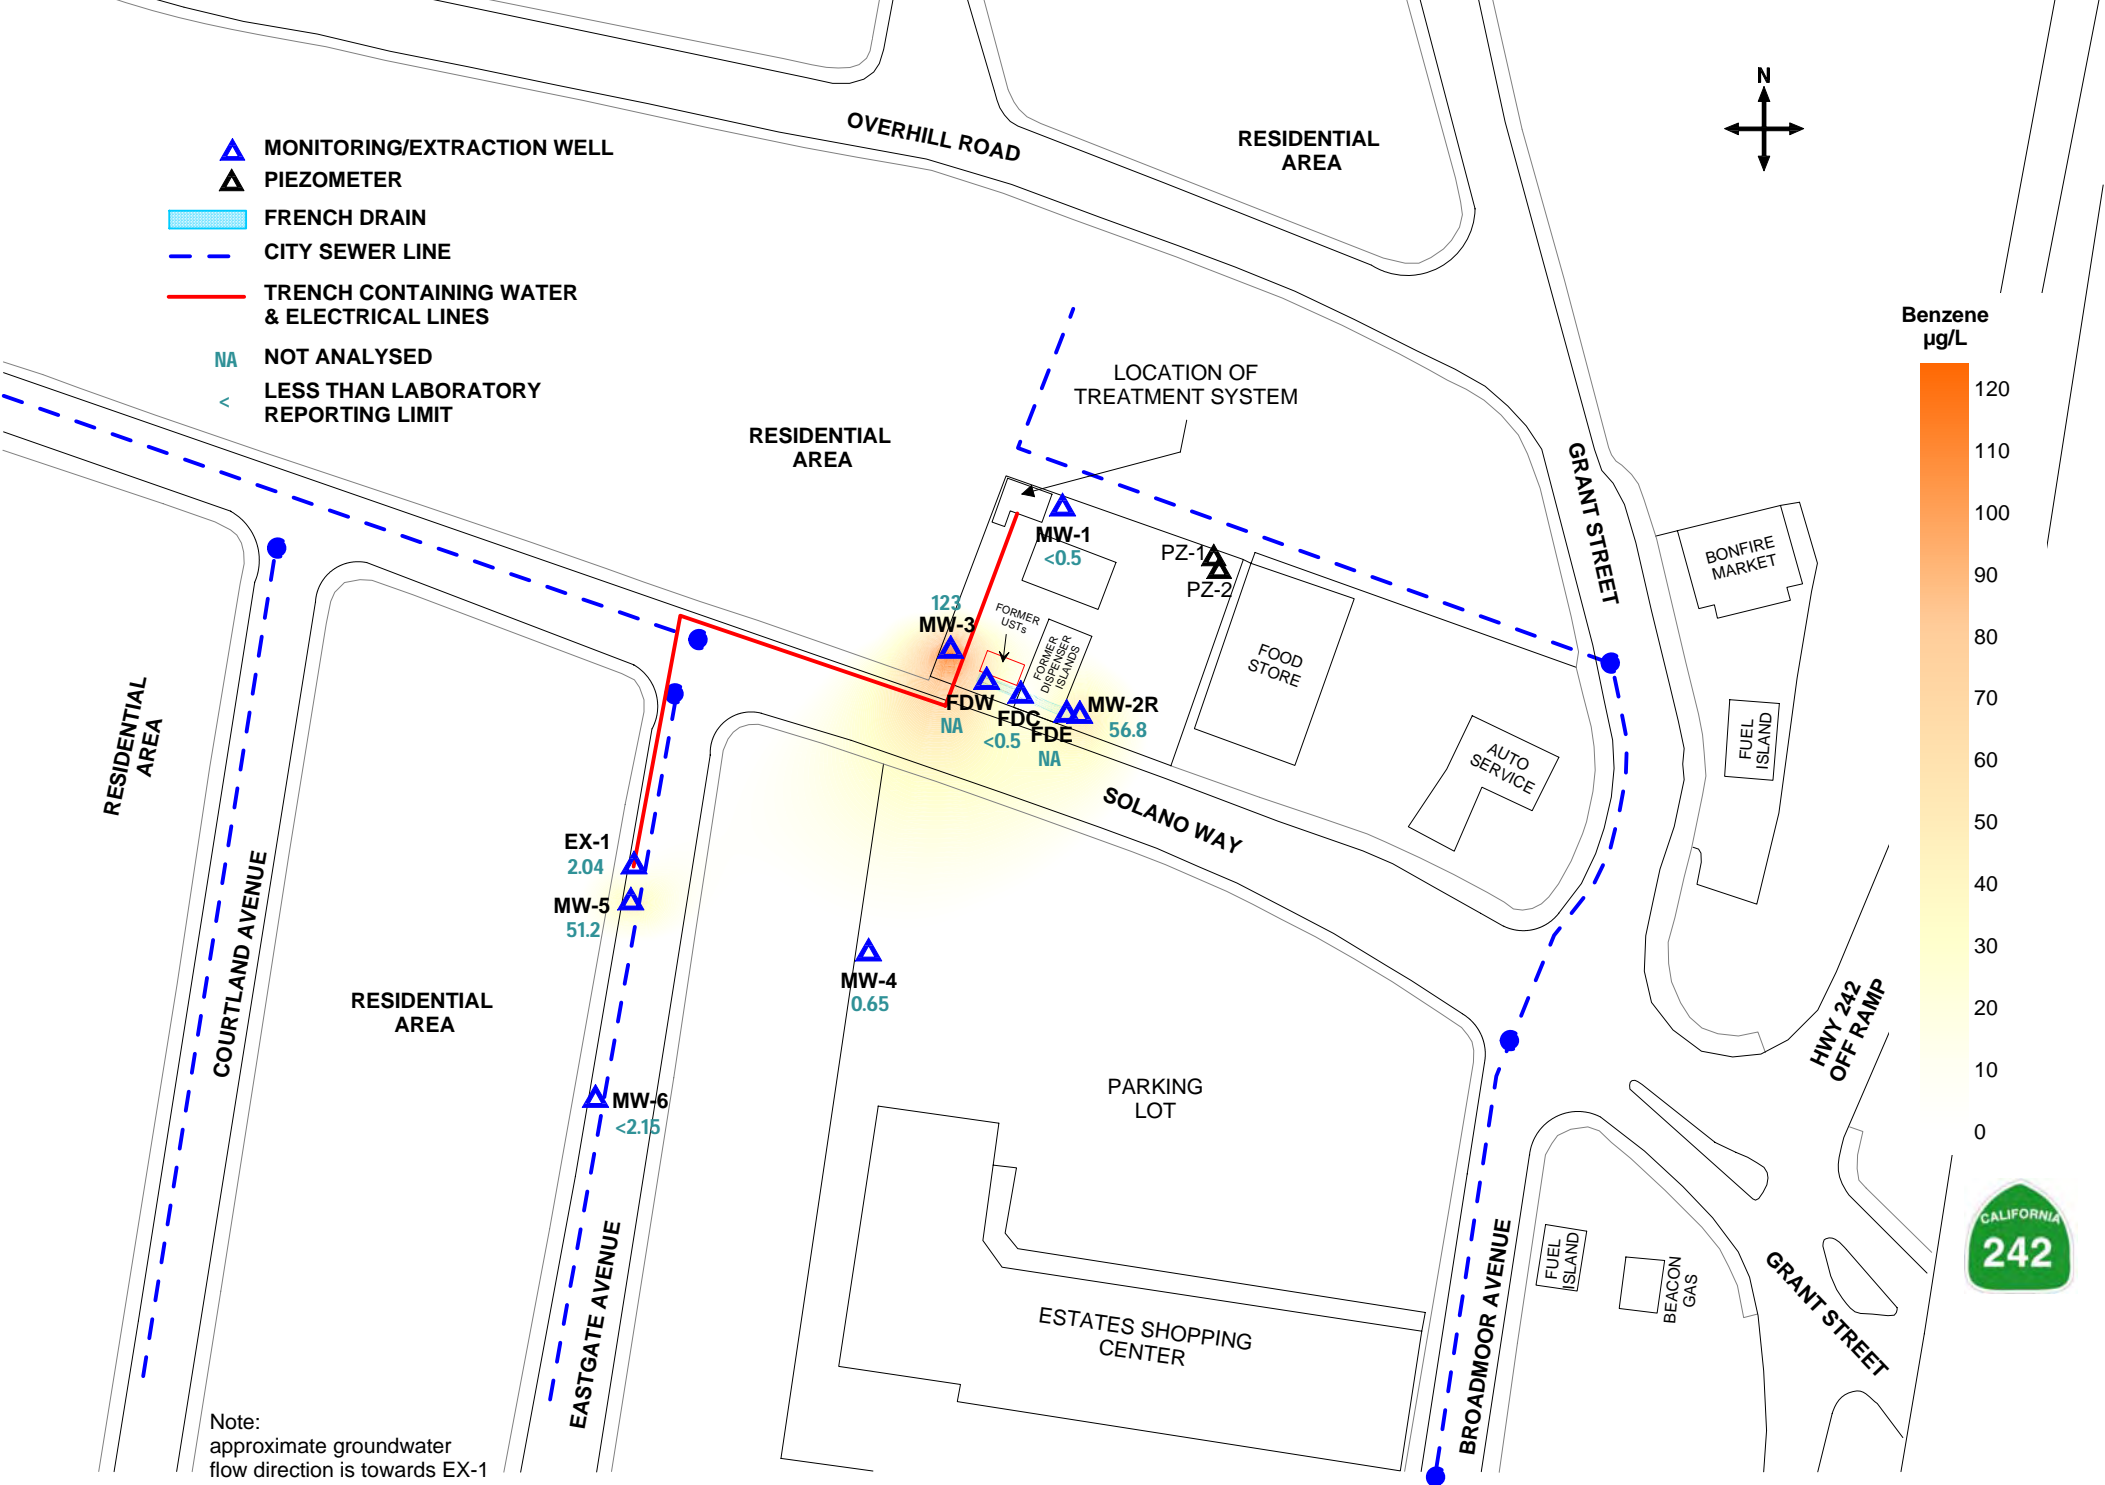 N
OVERHILL ROAD
RESIDENTIAL
AREA
MONITORING/EXTRACTION WELL
PIEZOMETER
FRENCH DRAIN
CITY SEWER LINE
TRENCH CONTAINING WATER
& ELECTRICAL LINES
NA NOT ANALYSED
< LESS THAN LABORATORY
REPORTING LIMIT
Benzene
µg/L
120
110
100
90
80
70
60
50
40
30
20
10
0
LOCATION OF
TREATMENT SYSTEM
RESIDENTIAL
AREA
GRANT STREET
BONFIRE
MARKET
MW-1
<0.5
PZ-1
PZ-2
123
MW-3
FORMER
USTs
FORMER
DISPENSER
ISLANDS
FOOD
STORE
FDW
NA
FDC
<0.5
FDE
NA
MW-2R
56.8
FUEL
ISLAND
AUTO
SERVICE
RESIDENTIAL
AREA
SOLANO WAY
EX-1
2.04
MW-5
51.2
COURTLAND AVENUE
MW-4
0.65
RESIDENTIAL
AREA
HWY 242
OFF RAMP
MW-6
<2.15
PARKING
LOT
CALIFORNIA
242
EASTGATE AVENUE
BROADMOOR AVENUE
FUEL
ISLAND
BEACON
GAS
GRANT STREET
ESTATES SHOPPING
CENTER
Note:
approximate groundwater
flow direction is towards EX-1